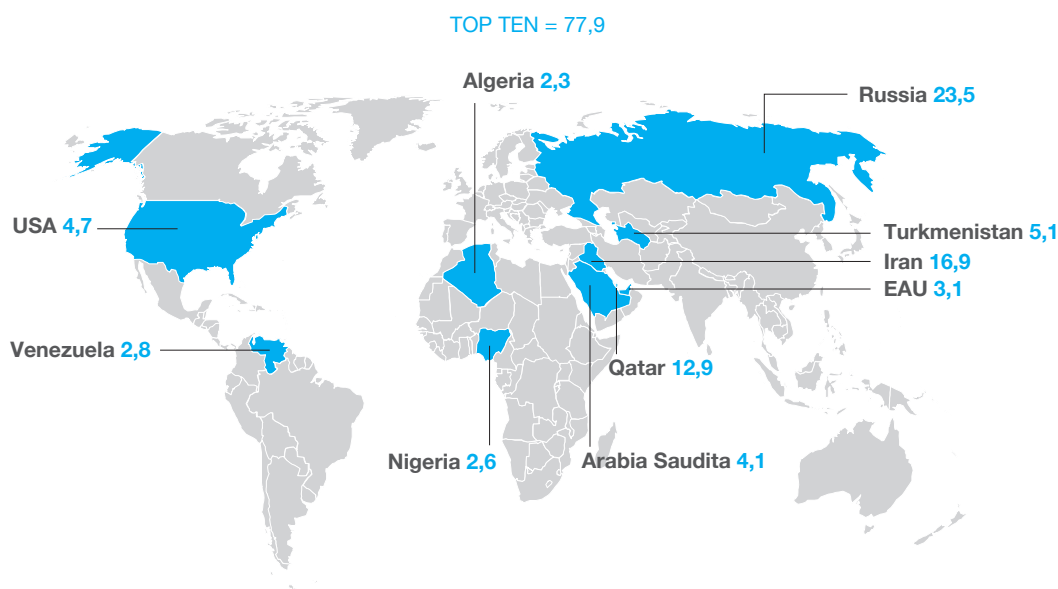 TOP TEN = 77,9
Algeria 2,3
Russia 23,5
USA 4,7
Turkmenistan 5,1
Iran 16,9
EAU 3,1
Venezuela 2,8
Qatar 12,9
Nigeria 2,6
Arabia Saudita 4,1